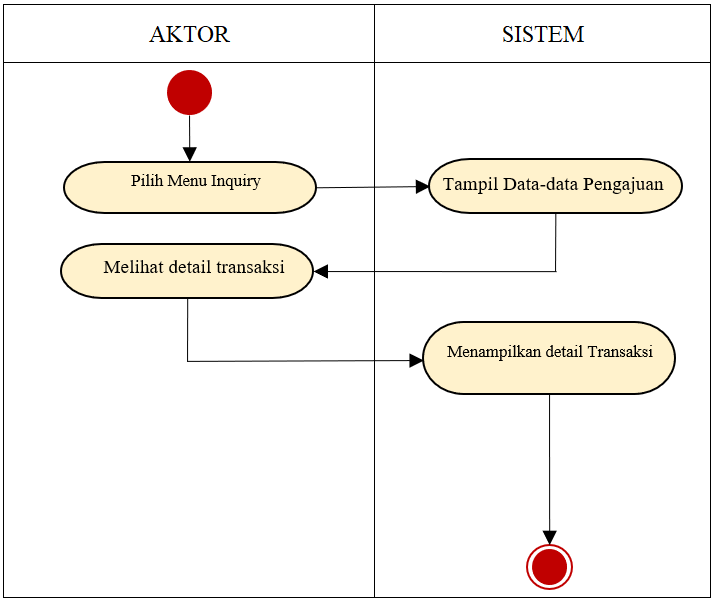 AKTOR
SISTEM
Pilih Menu Inquiry
Tampil Data-data Pengajuan
Melihat detail transaksi
Menampilkan detail Transaksi